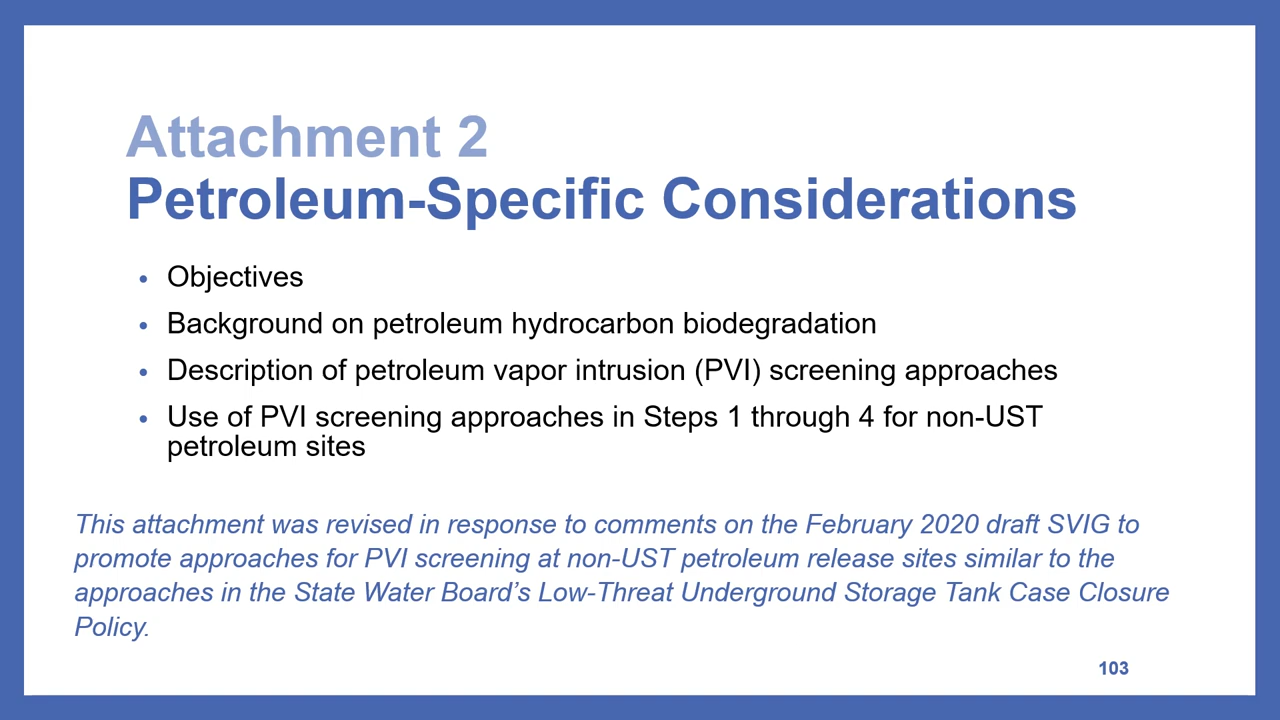 Attachment 2
Petroleum-Specific Considerations
• Objectives
• Background on petroleum hydrocarbon biodegradation
• Description of petroleum vapor intrusion (PVI) screening approaches
• Use of PVI screening approaches in Steps 1 through 4 for non-UST
petroleum sites
This attachment was revised in response to comments on the February 2020 draft SVIG to
promote approaches for PVI screening at non-UST petroleum release sites similar to the
approaches in the State Water Board’s Low-Threat Underground Storage Tank Case Closure
Policy.
103